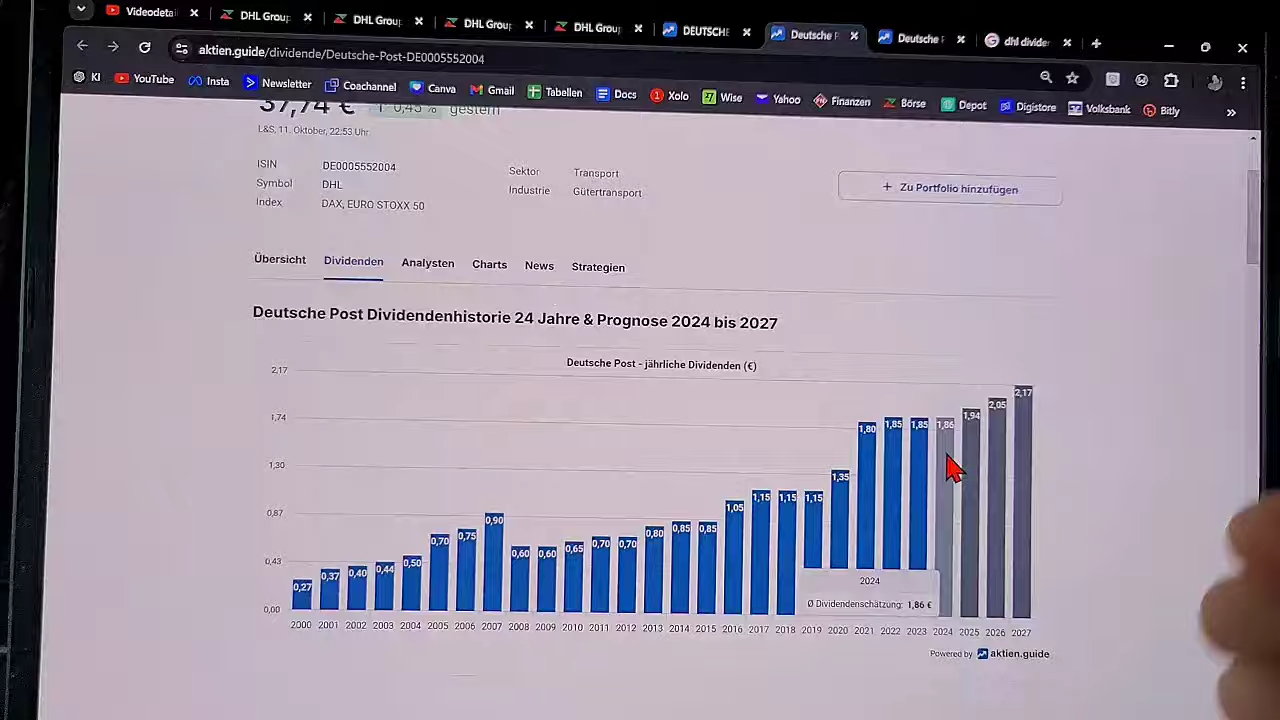 Videodetai
DHL Group
DHL Group
DHL Group
DHL Group
DEUTSCHE
Deutsche P
Deutsche P
dhl divider
aktien.guide/dividende/Deutsche-Post-DE0005552004
KI
YouTube
Insta
Newsletter
Coachannel
Canva
Gmail
Tabellen
Docs
Xolo
Wise
Yahoo
Finanzen
Börse
Depot
Digistore
Volksbank
Bitly
37,74 € 0,45 % gestern
L&S, 11. Oktober, 22:53 Uhr
ISIN DE0005552004 Sektor Transport
Symbol DHL Industrie Gütertransport
Index DAX, EURO STOXX 50
+ Zu Portfolio hinzufügen
Übersicht Dividenden Analysten Charts News Strategien
Deutsche Post Dividendenhistorie 24 Jahre & Prognose 2024 bis 2027
Deutsche Post - jährliche Dividenden (€)
2,17
1,74
1,30
0,87
0,43
0,00
0,27 0,37 0,40 0,44 0,50 0,70 0,75 0,90 0,60 0,60 0,65 0,70 0,70 0,80 0,85 0,85 1,05 1,15 1,15 1,15 1,35 1,80 1,85 1,85 1,86 1,94 2,05 2,17
2024
Ø Dividendenschätzung: 1,86 €
2000 2001 2002 2003 2004 2005 2006 2007 2008 2009 2010 2011 2012 2013 2014 2015 2016 2017 2018 2019 2020 2021 2022 2023 2024 2025 2026 2027
Powered by aktien.guide